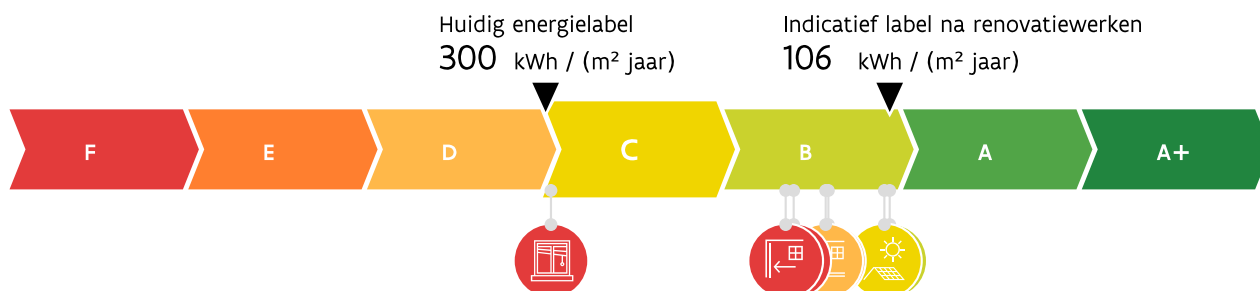 Huidig energielabel
300 kWh / (m² jaar)
Indicatief label na renovatiewerken
106 kWh / (m² jaar)
F E D C B A A+